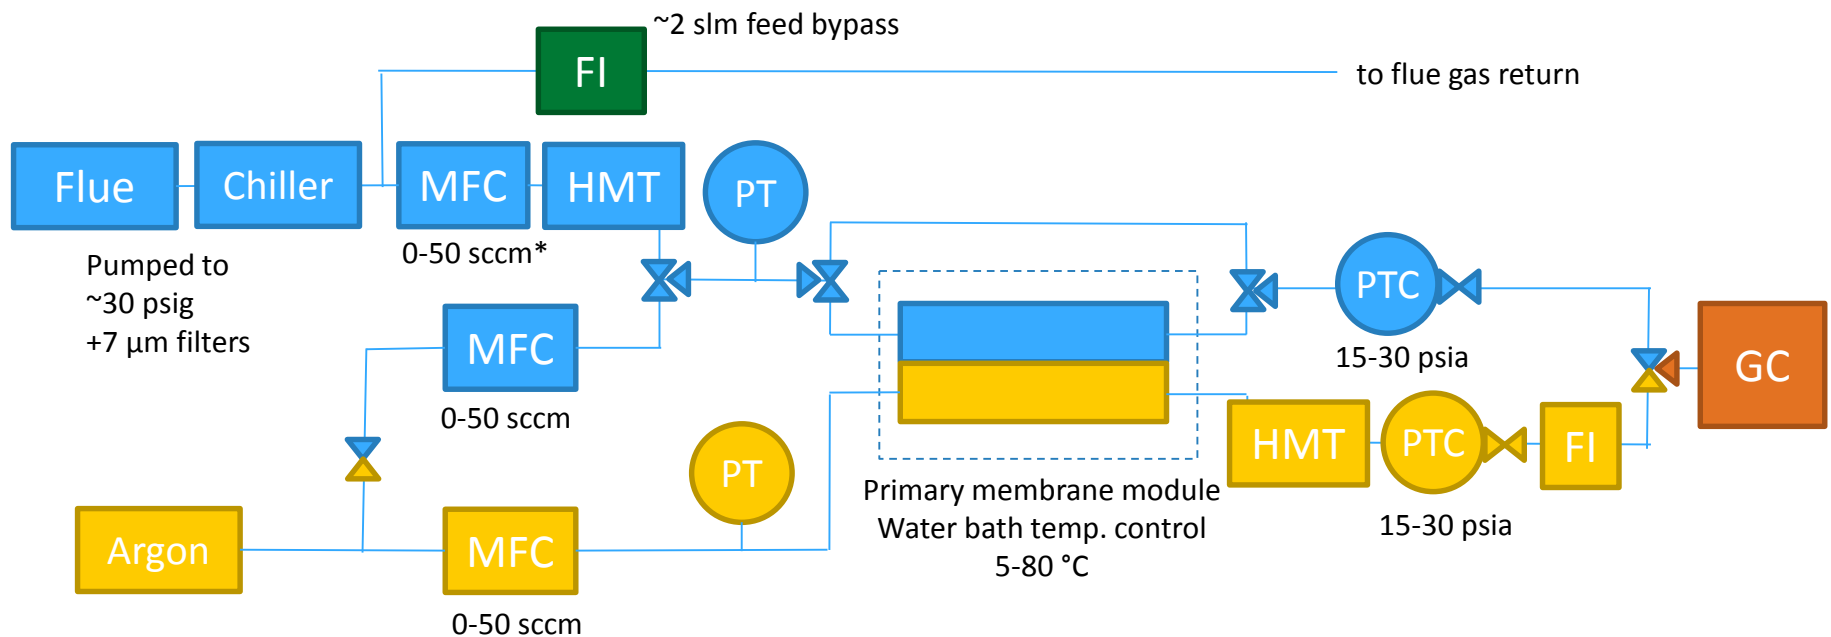 ~2 slm feed bypass
FI
to flue gas return
Flue
Chiller
MFC
HMT
PT
0-50 sccm*
Pumped to
~30 psig
+7 µm filters
PTC
15-30 psia
MFC
0-50 sccm
GC
HMT
PTC
FI
15-30 psia
PT
Primary membrane module
Water bath temp. control
5-80 °C
Argon
MFC
0-50 sccm